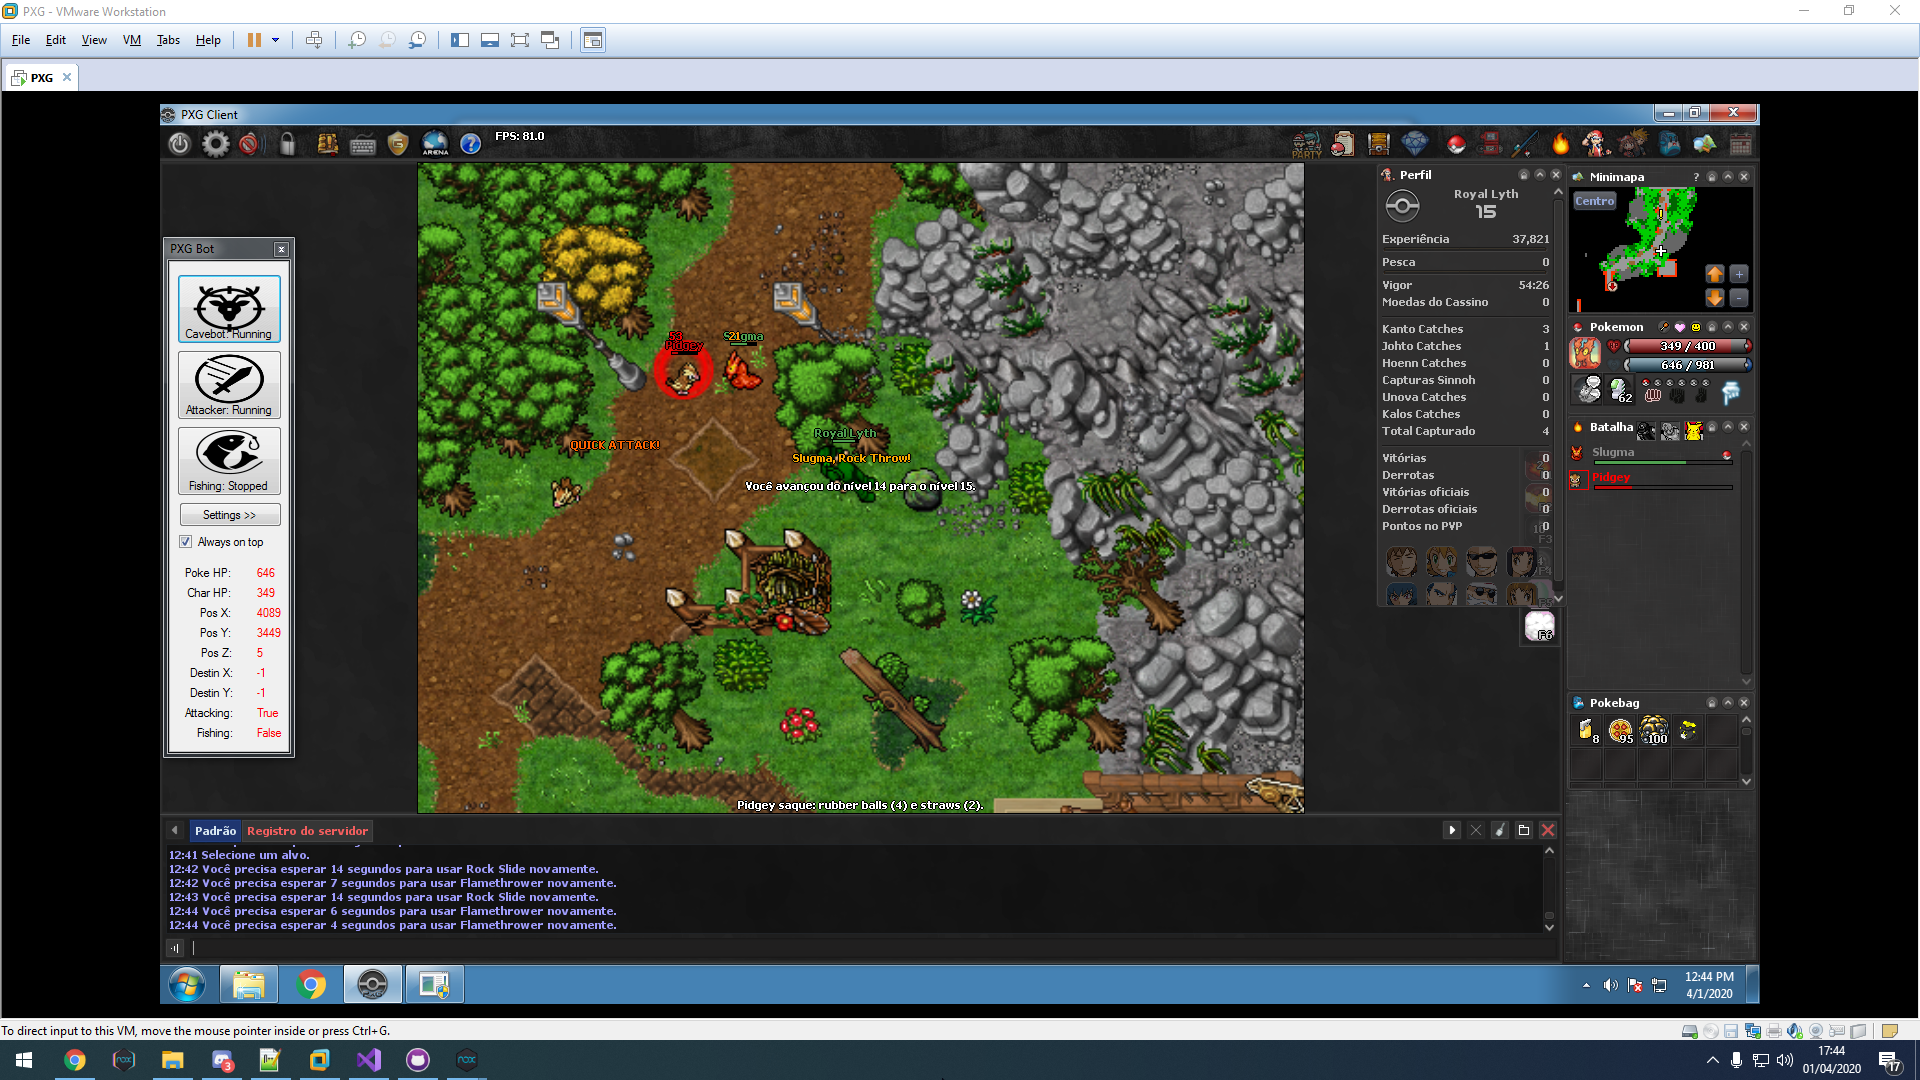 PXG - VMware Workstation
File Edit View VM Tabs Help
PXG
PXG Client
FPS: 81.0
ARENA
PARTY
PXG Bot
Cavebot: Running
Attacker: Running
Fishing: Stopped
Settings >>
Always on top
Poke HP: 646
Char HP: 349
Pos X: 4089
Pos Y: 3449
Pos Z: 5
Destin X: -1
Destin Y: -1
Attacking: True
Fishing: False
53
Pidgey
21
QUICK ATTACK!
Royal Lyth
Slugma, Rock Throw!
Você avançou do nível 14 para o nível 15.
Pidgey saque: rubber balls (4) e straws (2).
Perfil
Royal Lyth
15
Experiência 37,821
Pesca 0
Vigor 54:26
Moedas do Cassino 0
Kanto Catches 3
Johto Catches 1
Hoenn Catches 0
Capturas Sinnoh 0
Unova Catches 0
Kalos Catches 0
Total Capturado 4
Vitórias 0
Derrotas 0
Vitórias oficiais 0
Derrotas oficiais 0
Pontos no PVP 0
F3
F4
F5
F6
Minimapa
Centro
Pokemon
349 / 400
646 / 981
62
Batalha
Slugma
Pidgey
Pokebag
8 95 100
Padrão Registro do servidor
12:41 Selecione um alvo.
12:42 Você precisa esperar 14 segundos para usar Rock Slide novamente.
12:42 Você precisa esperar 7 segundos para usar Flamethrower novamente.
12:43 Você precisa esperar 14 segundos para usar Rock Slide novamente.
12:44 Você precisa esperar 6 segundos para usar Flamethrower novamente.
12:44 Você precisa esperar 4 segundos para usar Flamethrower novamente.
12:44 PM
4/1/2020
To direct input to this VM, move the mouse pointer inside or press Ctrl+G.
nox
3
nox
17:44
01/04/2020
17